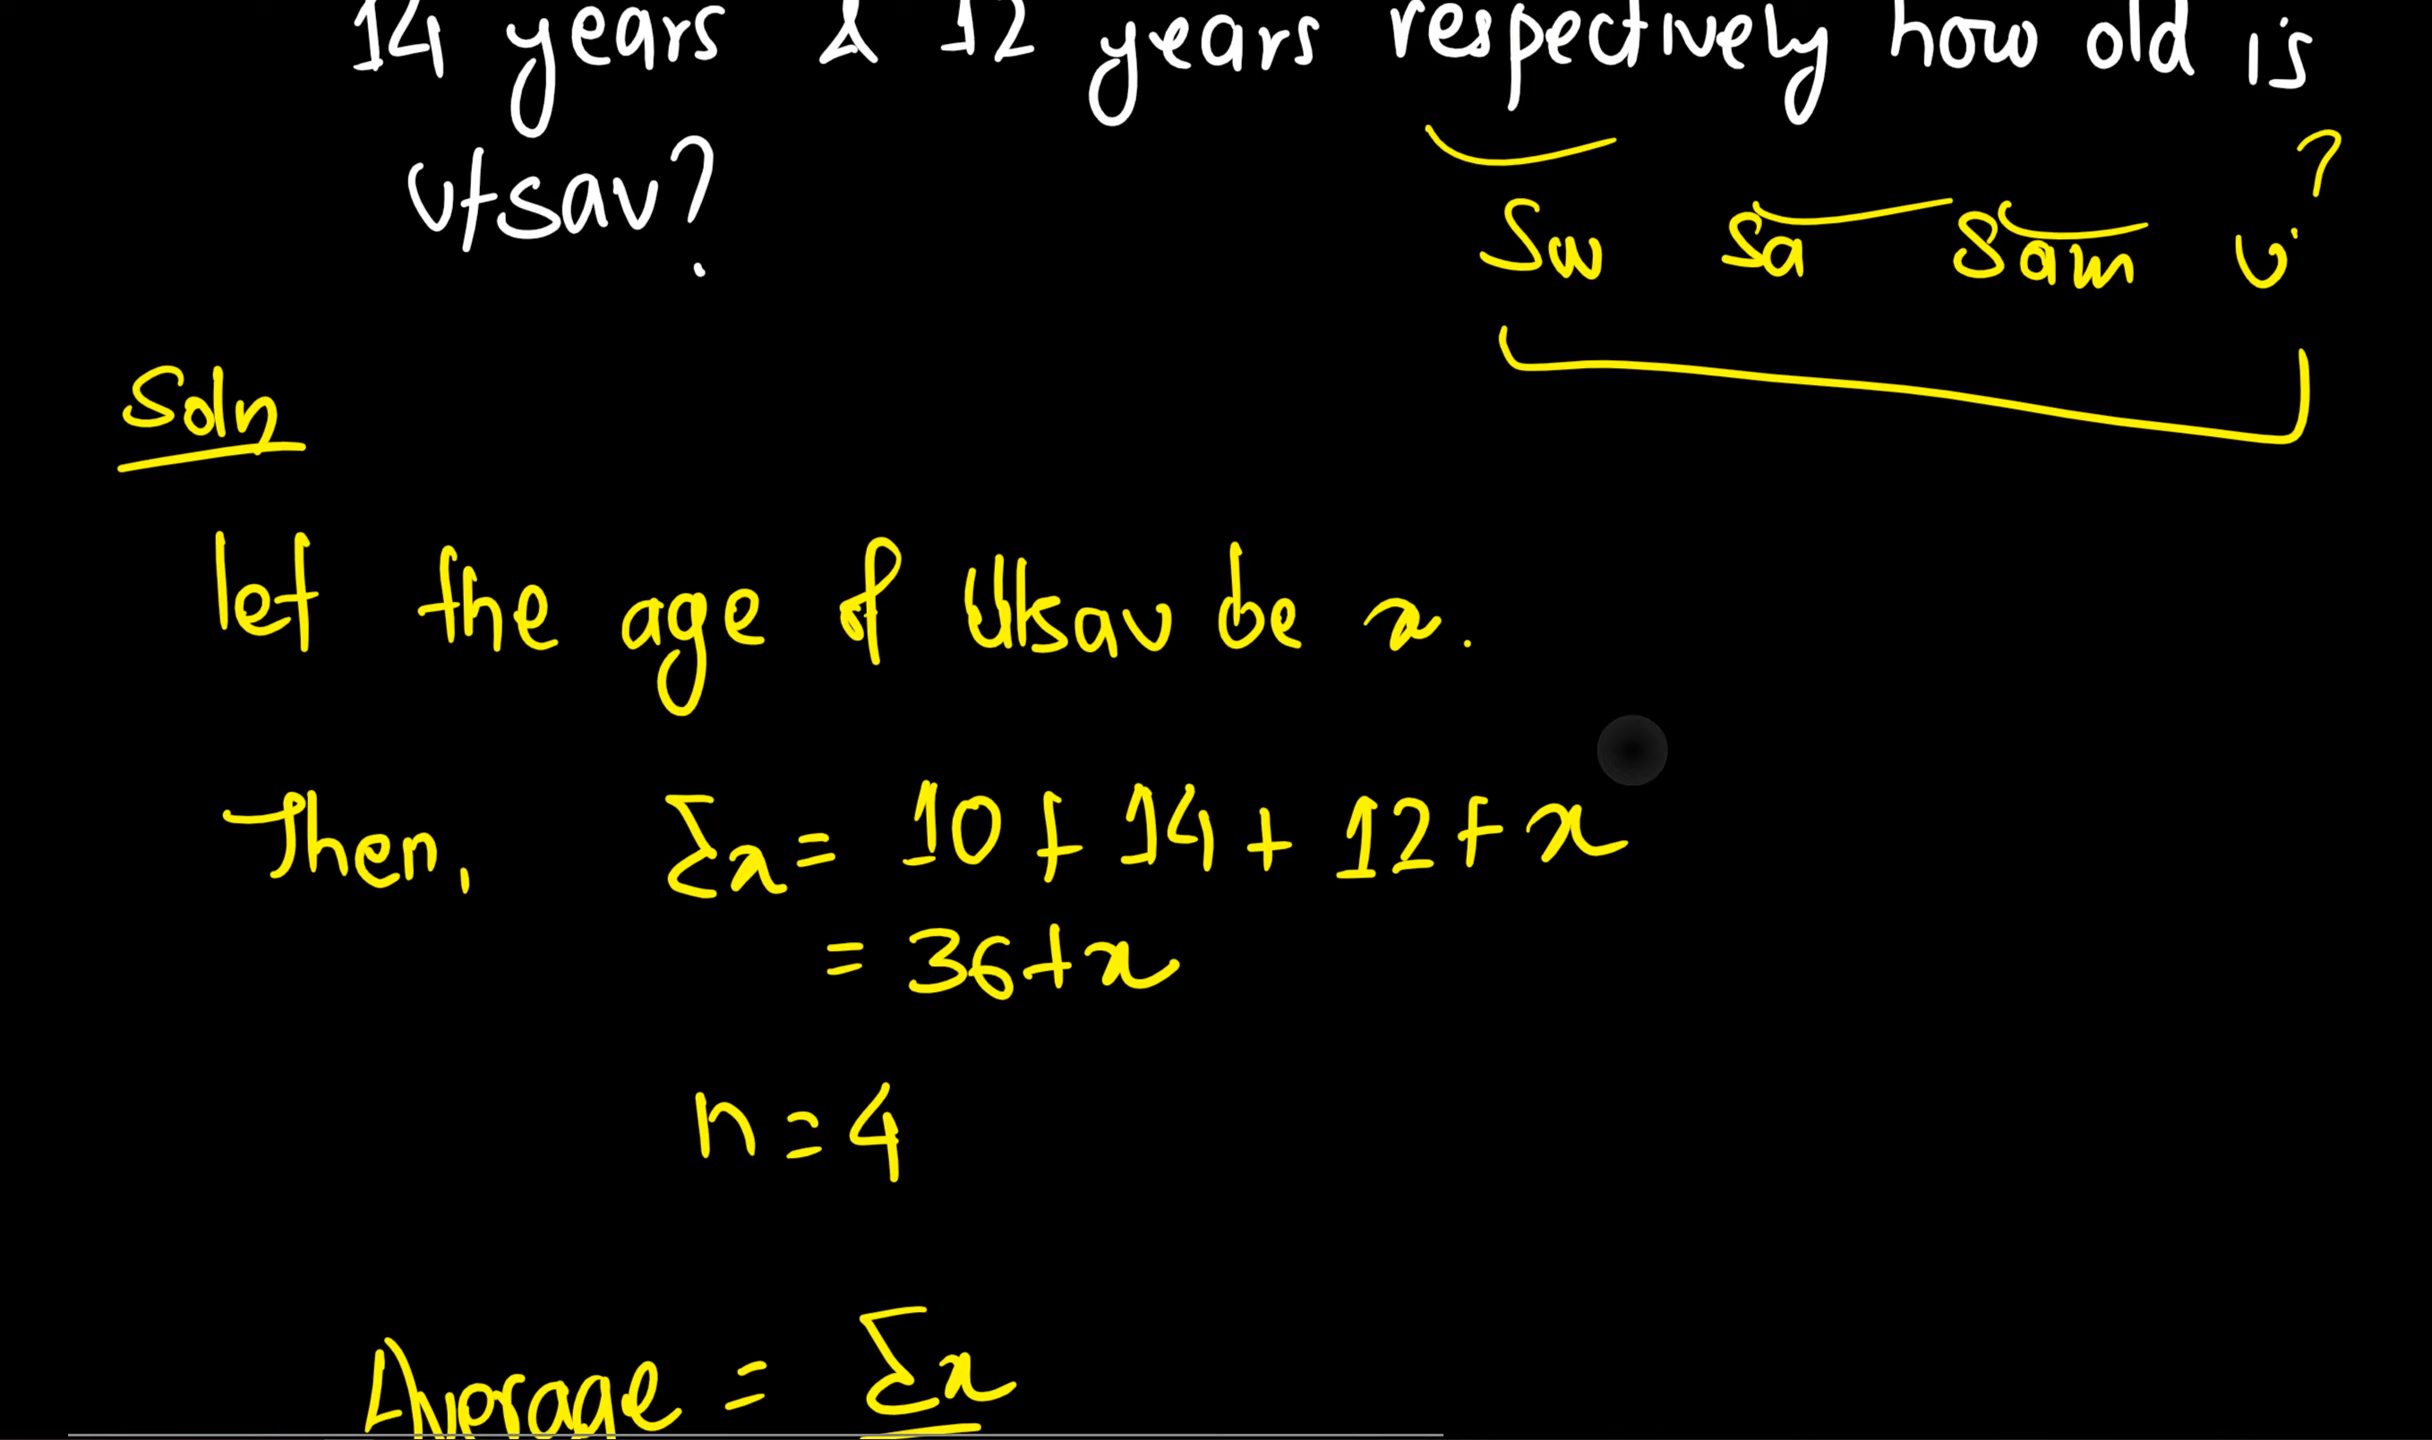 14 years & 12 years respectively how old is
utsav?
?
Sw Sa Sam U
Soln
let the age of Utsav be x.
Then, Σx = 10 + 14 + 12 + x
= 36 + x
n = 4
Average = Σx